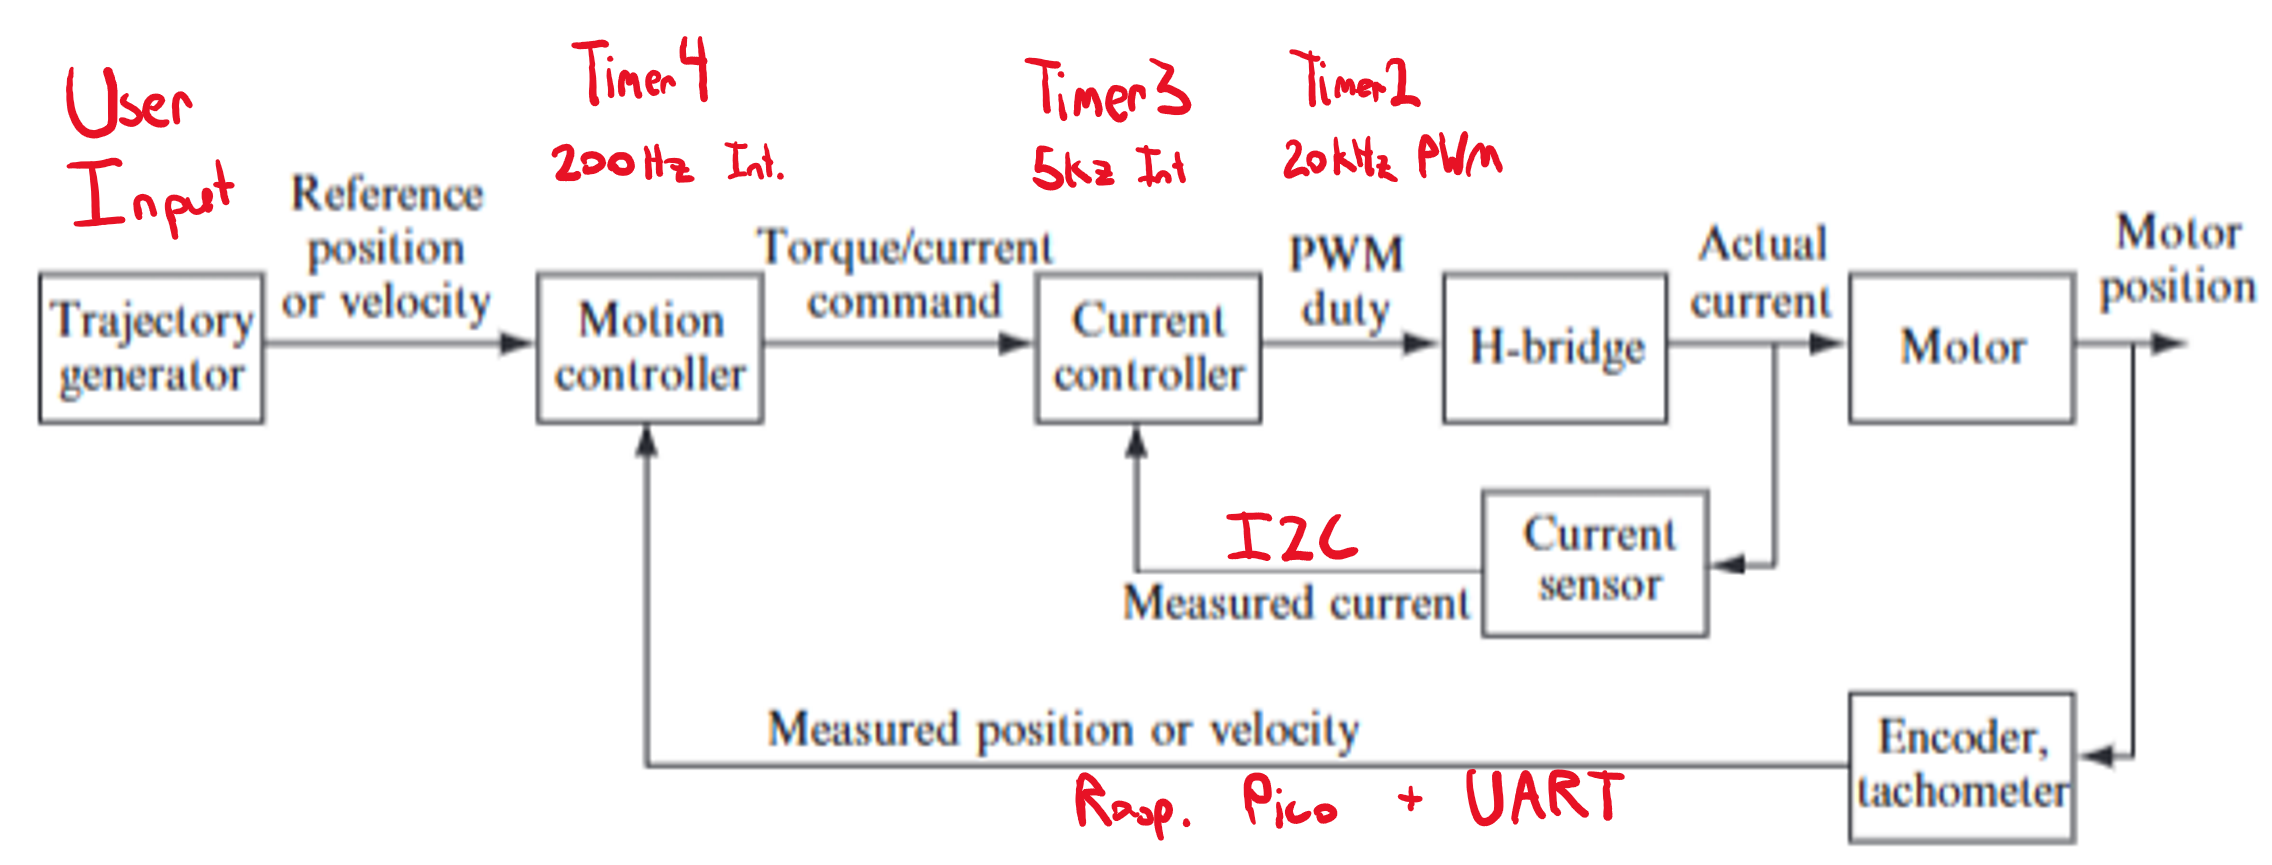 User
Input
Timer4
200Hz Int.
Timer3
5kz Int
Timer2
20kHz PWM
Reference
position
or velocity
Torque/current
command
PWM
duty
Actual
current
Motor
position
Trajectory
generator
Motion
controller
Current
controller
H-bridge
Motor
I2C
Measured current
Current
sensor
Measured position or velocity
Rasp. Pico + UART
Encoder,
tachometer